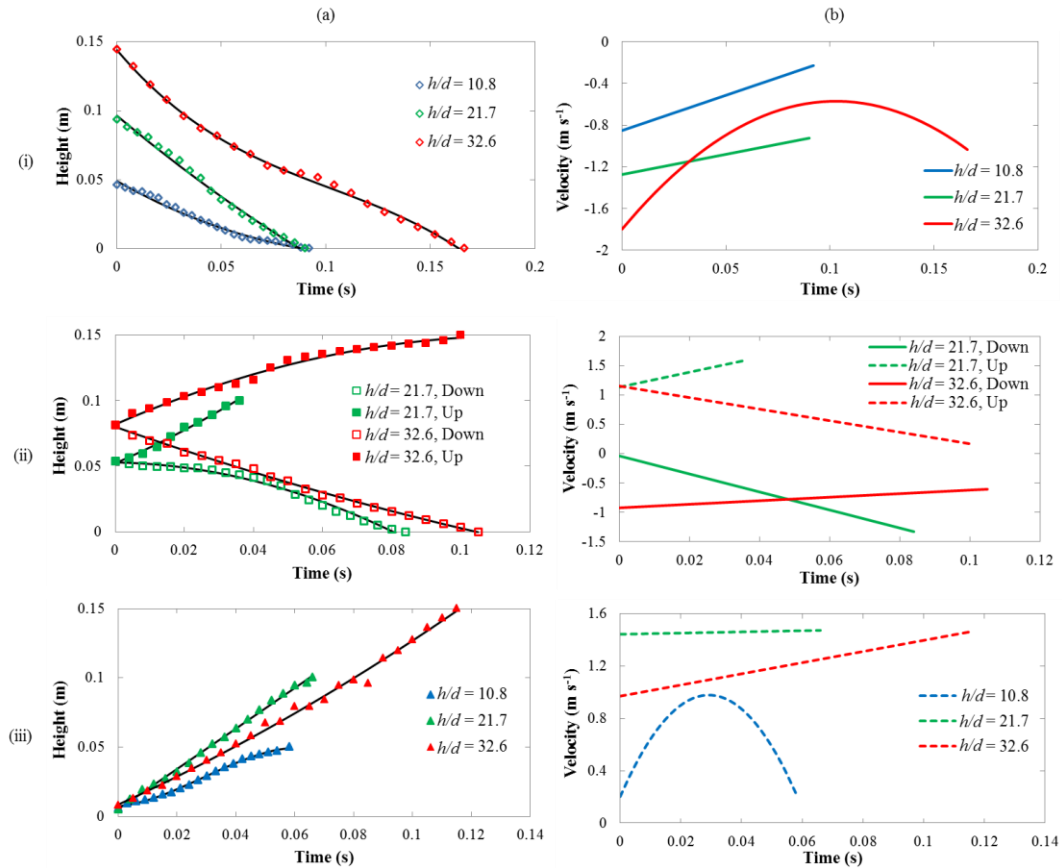 (a)
(b)
(i)
Height (m)
0.15
0.1
0.05
0
0
0.05
0.1
0.15
0.2
Time (s)
h/d = 10.8
h/d = 21.7
h/d = 32.6
Velocity (m s⁻¹)
0
-0.4
-0.8
-1.2
-1.6
-2
0
0.05
0.1
0.15
0.2
Time (s)
h/d = 10.8
h/d = 21.7
h/d = 32.6
(ii)
Height (m)
0.15
0.1
0.05
0
0
0.02
0.04
0.06
0.08
0.1
0.12
Time (s)
h/d = 21.7, Down
h/d = 21.7, Up
h/d = 32.6, Down
h/d = 32.6, Up
Velocity (m s⁻¹)
2
1.5
1
0.5
0
-0.5
-1
-1.5
0
0.02
0.04
0.06
0.08
0.1
0.12
Time (s)
h/d = 21.7, Down
h/d = 21.7, Up
h/d = 32.6, Down
h/d = 32.6, Up
(iii)
Height (m)
0.15
0.1
0.05
0
0
0.02
0.04
0.06
0.08
0.1
0.12
0.14
Time (s)
h/d = 10.8
h/d = 21.7
h/d = 32.6
Velocity (m s⁻¹)
1.6
1.2
0.8
0.4
0
0
0.02
0.04
0.06
0.08
0.1
0.12
0.14
Time (s)
h/d = 10.8
h/d = 21.7
h/d = 32.6